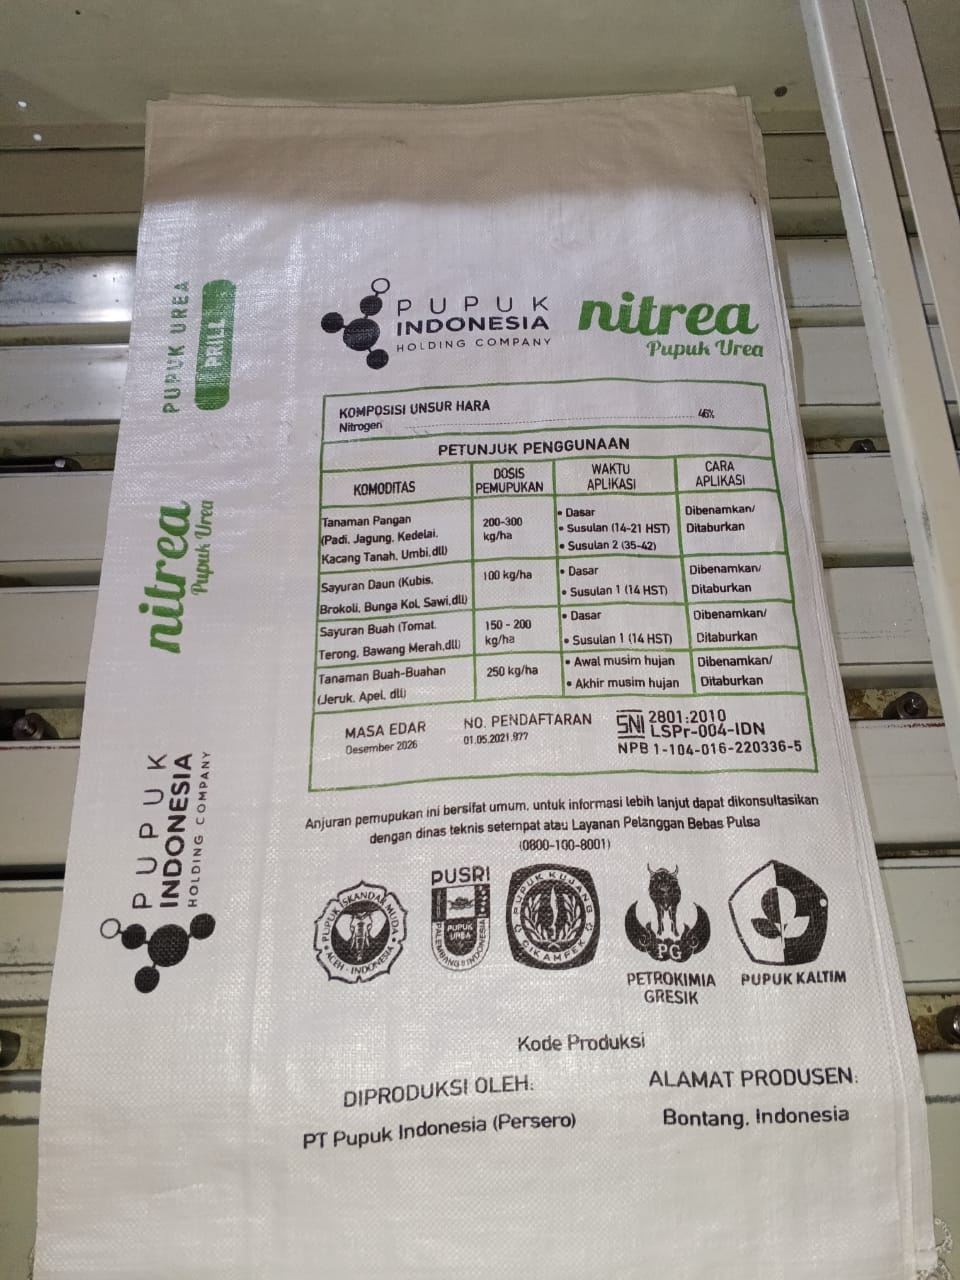 PUPUK
INDONESIA
HOLDING COMPANY
nitrea
Pupuk Urea
PUPUK UREA
PRILL
PUPUK
INDONESIA
HOLDING COMPANY
nitrea
Pupuk Urea
KOMPOSISI UNSUR HARA
Nitrogen 46%
PETUNJUK PENGGUNAAN
KOMODITAS
DOSIS PEMUPUKAN
WAKTU APLIKASI
CARA APLIKASI
Tanaman Pangan
(Padi, Jagung, Kedelai,
Kacang Tanah, Umbi,dll)
200-300
kg/ha
• Dasar
• Susulan (14-21 HST)
• Susulan 2 (35-42)
Dibenamkan/
Ditaburkan
Sayuran Daun (Kubis,
Brokoli, Bunga Kol, Sawi,dll)
100 kg/ha
• Dasar
• Susulan 1 (14 HST)
Dibenamkan/
Ditaburkan
Sayuran Buah (Tomat,
Terong, Bawang Merah,dll)
150 - 200
kg/ha
• Dasar
• Susulan 1 (14 HST)
Dibenamkan/
Ditaburkan
Tanaman Buah-Buahan
(Jeruk, Apel, dll)
250 kg/ha
• Awal musim hujan
• Akhir musim hujan
Dibenamkan/
Ditaburkan
MASA EDAR
Desember 2026
NO. PENDAFTARAN
01.05.2021.977
SNI 2801:2010
LSPr-004-IDN
NPB 1-104-016-220336-5
Anjuran pemupukan ini bersifat umum, untuk informasi lebih lanjut dapat dikonsultasikan
dengan dinas teknis setempat atau Layanan Pelanggan Bebas Pulsa
(0800-100-8001)
PUPUK ISKANDAR MUDA
ACEH INDONESIA
PUSRI
PUPUK
UREA
PALEMBANG INDONESIA
PUPUK KUJANG
CIKAMPEK
PG
PETROKIMIA
GRESIK
PUPUK KALTIM
Kode Produksi
DIPRODUKSI OLEH:
PT Pupuk Indonesia (Persero)
ALAMAT PRODUSEN:
Bontang, Indonesia